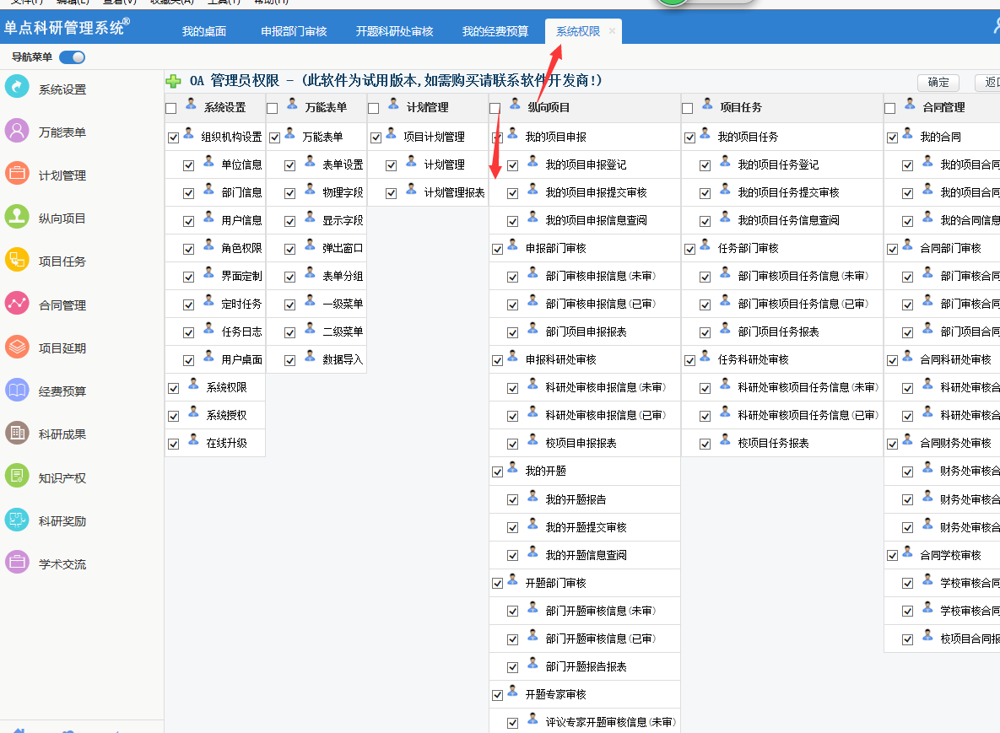 文件(F) 编辑(E) 查看(V) 收藏夹(A) 工具(T) 帮助(H)
单点科研管理系统®
我的桌面 申报部门审核 开题科研处审核 我的经费预算 系统权限 ×
导航菜单
系统设置
万能表单
计划管理
纵向项目
项目任务
合同管理
项目延期
经费预算
科研成果
知识产权
科研奖励
学术交流
OA 管理员权限 - (此软件为试用版本,如需购买请联系软件开发商!)
确定
返
系统设置
组织机构设置
单位信息
部门信息
用户信息
角色权限
界面定制
定时任务
任务日志
用户桌面
系统权限
系统授权
在线升级
万能表单
万能表单
表单设置
物理字段
显示字段
弹出窗口
表单分组
一级菜单
二级菜单
数据导入
计划管理
项目计划管理
计划管理
计划管理报表
纵向项目
我的项目申报
我的项目申报登记
我的项目申报提交审核
我的项目申报信息查阅
申报部门审核
部门审核申报信息(未审)
部门审核申报信息(已审)
部门项目申报报表
申报科研处审核
科研处审核申报信息(未审)
科研处审核申报信息(已审)
校项目申报报表
我的开题
我的开题报告
我的开题提交审核
我的开题信息查阅
开题部门审核
部门开题审核信息(未审)
部门开题审核信息(已审)
部门开题报告报表
开题专家审核
评议专家开题审核信息(未审)
项目任务
我的项目任务
我的项目任务登记
我的项目任务提交审核
我的项目任务信息查阅
任务部门审核
部门审核项目任务信息(未审)
部门审核项目任务信息(已审)
部门项目任务报表
任务科研处审核
科研处审核项目任务信息(未审)
科研处审核项目任务信息(已审)
校项目任务报表
合同管理
我的合同
我的项目合同
我的项目合同
我的合同信息
合同部门审核
部门审核合同
部门审核合同
部门项目合同
合同科研处审核
科研处审核合
科研处审核合
合同财务处审核
财务处审核合
财务处审核合
财务处审核合
合同学校审核
学校审核合同
学校审核合同
校项目合同报